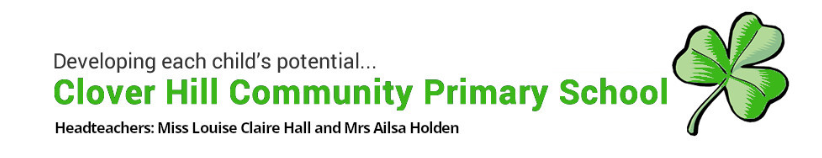 Developing each child's potential...
Clover Hill Community Primary School
Headteachers: Miss Louise Claire Hall and Mrs Ailsa Holden